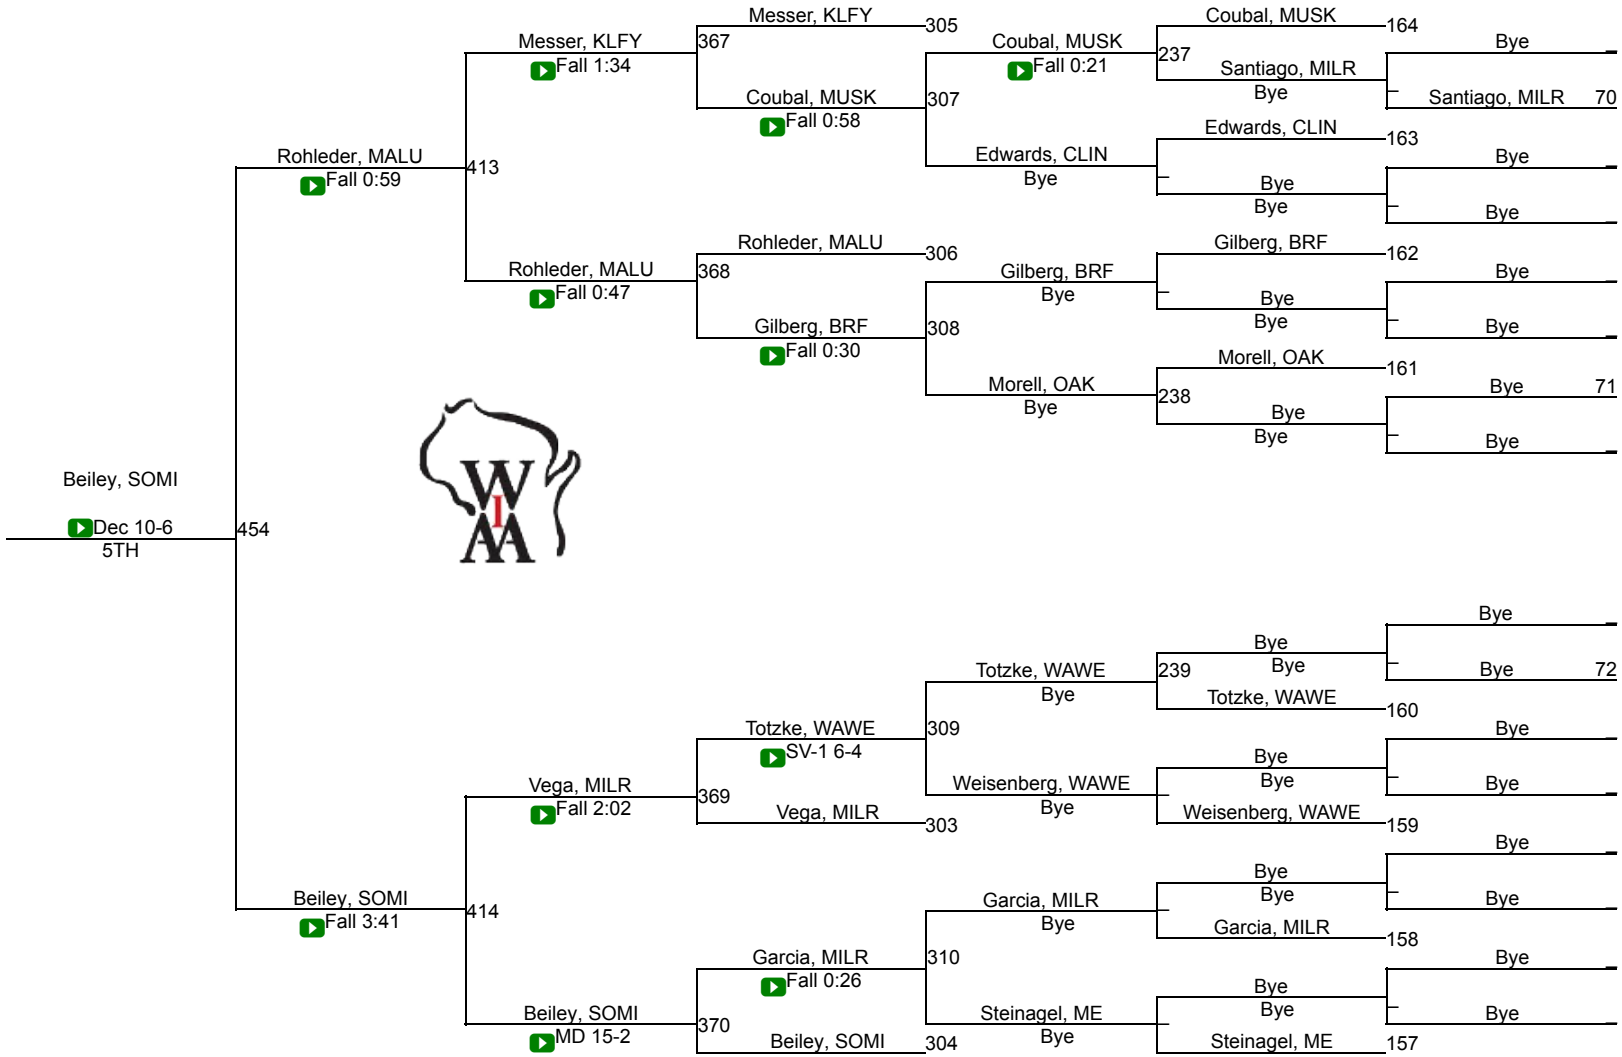 Messer, KLFY
305
Coubal, MUSK
164
Messer, KLFY
367
Coubal, MUSK
237
Bye
Fall 1:34
Fall 0:21
Santiago, MILR
Bye
Coubal, MUSK
307
Santiago, MILR 70
Fall 0:58
Edwards, CLIN
163
Rohleder, MALU
413
Edwards, CLIN
Bye
Fall 0:59
Bye
Bye
Bye
Bye
Rohleder, MALU
306
Gilberg, BRF
162
Rohleder, MALU
368
Gilberg, BRF
Bye
Fall 0:47
Bye
Bye
Bye
Gilberg, BRF
308
Bye
Fall 0:30
Morell, OAK
161
Morell, OAK
238
Bye 71
Bye
Bye
Bye
Bye
WIAA
Beiley, SOMI
Dec 10-6
454
5TH
Bye
Bye
Totzke, WAWE
239
Bye
Bye 72
Bye
Totzke, WAWE
160
Totzke, WAWE
309
Bye
SV-1 6-4
Bye
Vega, MILR
369
Weisenberg, WAWE
Bye
Bye
Fall 2:02
Bye
Vega, MILR
303
Weisenberg, WAWE
159
Bye
Bye
Beiley, SOMI
414
Garcia, MILR
Bye
Bye
Fall 3:41
Bye
Garcia, MILR
158
Garcia, MILR
310
Bye
Fall 0:26
Bye
Beiley, SOMI
370
Steinagel, ME
Bye
Bye
MD 15-2
Bye
Beiley, SOMI
304
Steinagel, ME
157